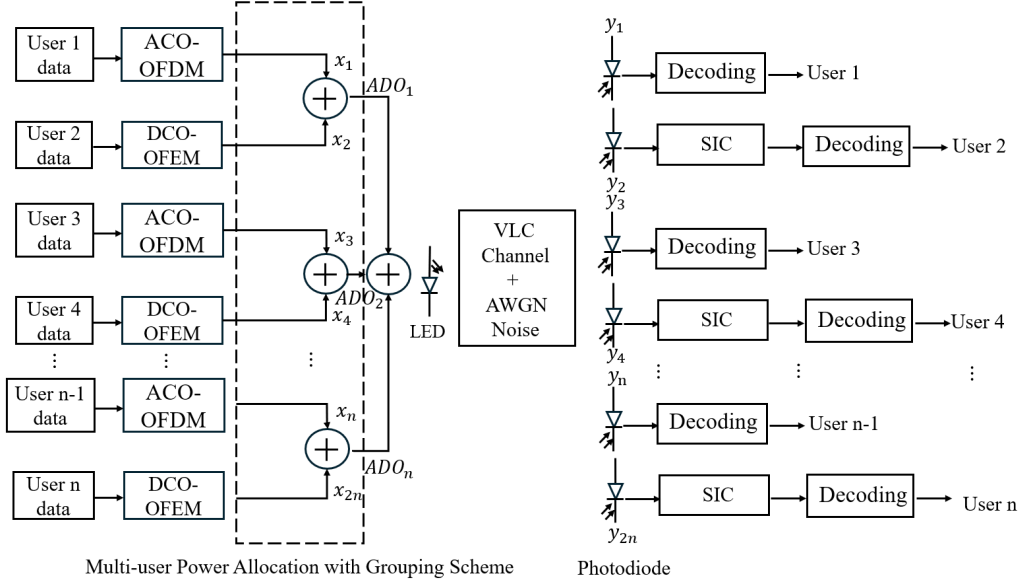 User 1
data
ACO-
OFDM
x₁
ADO₁
User 2
data
DCO-
OFEM
x₂
User 3
data
ACO-
OFDM
x₃
ADO₂
User 4
data
DCO-
OFEM
x₄
⋮
⋮
⋮
User n-1
data
ACO-
OFDM
xₙ
ADOₙ
User n
data
DCO-
OFEM
x₂ₙ
LED
VLC
Channel
+
AWGN
Noise
y₁
Decoding
User 1
SIC
Decoding
User 2
y₂
y₃
Decoding
User 3
SIC
Decoding
User 4
y₄
⋮
⋮
⋮
yₙ
Decoding
User n-1
SIC
Decoding
User n
y₂ₙ
Multi-user Power Allocation with Grouping Scheme
Photodiode